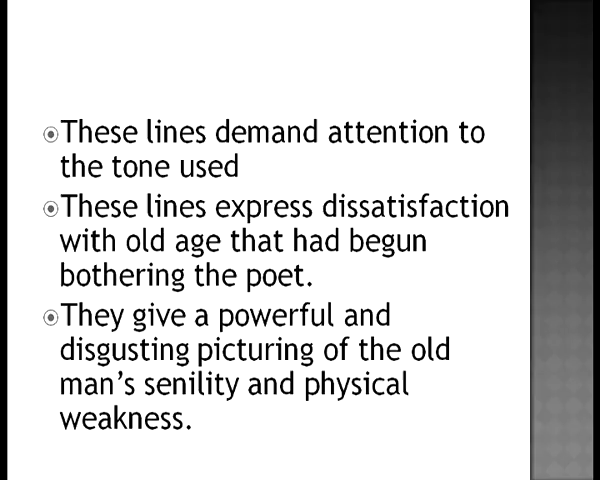 These lines demand attention to
the tone used
These lines express dissatisfaction
with old age that had begun
bothering the poet.
They give a powerful and
disgusting picturing of the old
man’s senility and physical
weakness.